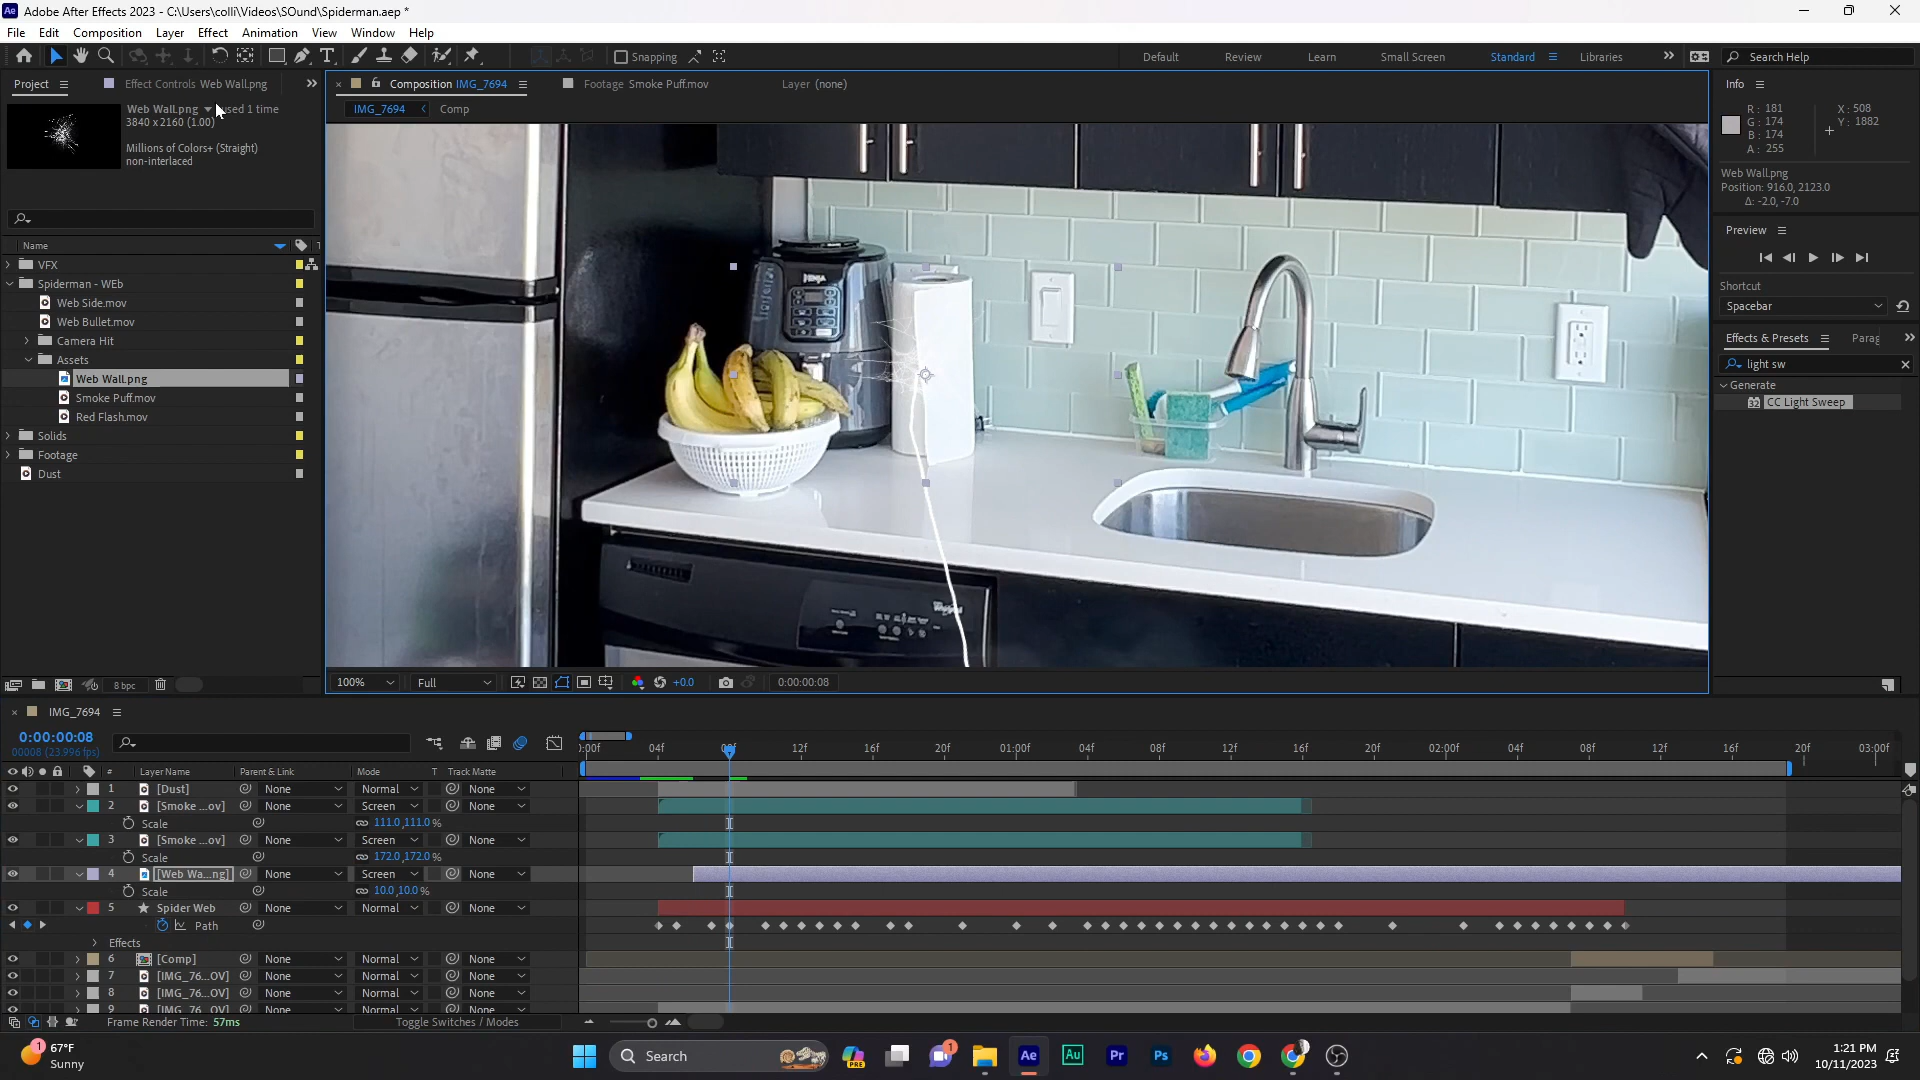 Adobe After Effects 2023 - C:\Users\colli\Videos\SOund\Spiderman.aep *
File Edit Composition Layer Effect Animation View Window Help
Snapping
Default Review Learn Small Screen Standard Libraries Search Help
Project Effect Controls Web Wall.png
Composition IMG_7694 Footage Smoke Puff.mov Layer (none)
IMG_7694 Comp
Web Wall.png used 1 time
3840 x 2160 (1.00)
Millions of Colors+ (Straight)
non-interlaced
Name
VFX
Spiderman - WEb
Web Side.mov
Web Bullet.mov
Camera Hit
Assets
Web Wall.png
Smoke Puff.mov
Red Flash.mov
Solids
Footage
Dust
8 bpc
NINJA
Whirlpool
100% Full +0.0 0:00:00:08
Info
R: 181 X: 508
G: 174 Y: 1882
B: 174
A: 255
Web Wall.png
Position: 916.0, 2123.0
Δ: -2.0, -7.0
Preview
Shortcut
Spacebar
Effects & Presets Parag
light sw
Generate
32 CC Light Sweep
IMG_7694
0:00:00:08
00008 (23.996 fps)
# Layer Name Parent & Link Mode T Track Matte
:00f 04f 08f 12f 16f 20f 01:00f 04f 08f 12f 16f 20f 02:00f 04f 08f 12f 16f 20f 03:00f
1 [Dust] None Normal None
2 [Smoke ...ov] None Screen None
Scale 111.0,111.0 %
3 [Smoke ...ov] None Screen None
Scale 172.0,172.0 %
4 [Web Wa...ng] None Screen None
Scale 10.0,10.0 %
5 Spider Web None Normal None
Path
Effects
6 [Comp] None Normal None
7 [IMG_76...OV] None Normal None
8 [IMG_76...OV] None Normal None
9 [IMG_76...OV] None Normal None
Frame Render Time: 57ms Toggle Switches / Modes
1 67°F
Sunny
Search
PRE 1 Ae Au Pr Ps
1:21 PM
10/11/2023